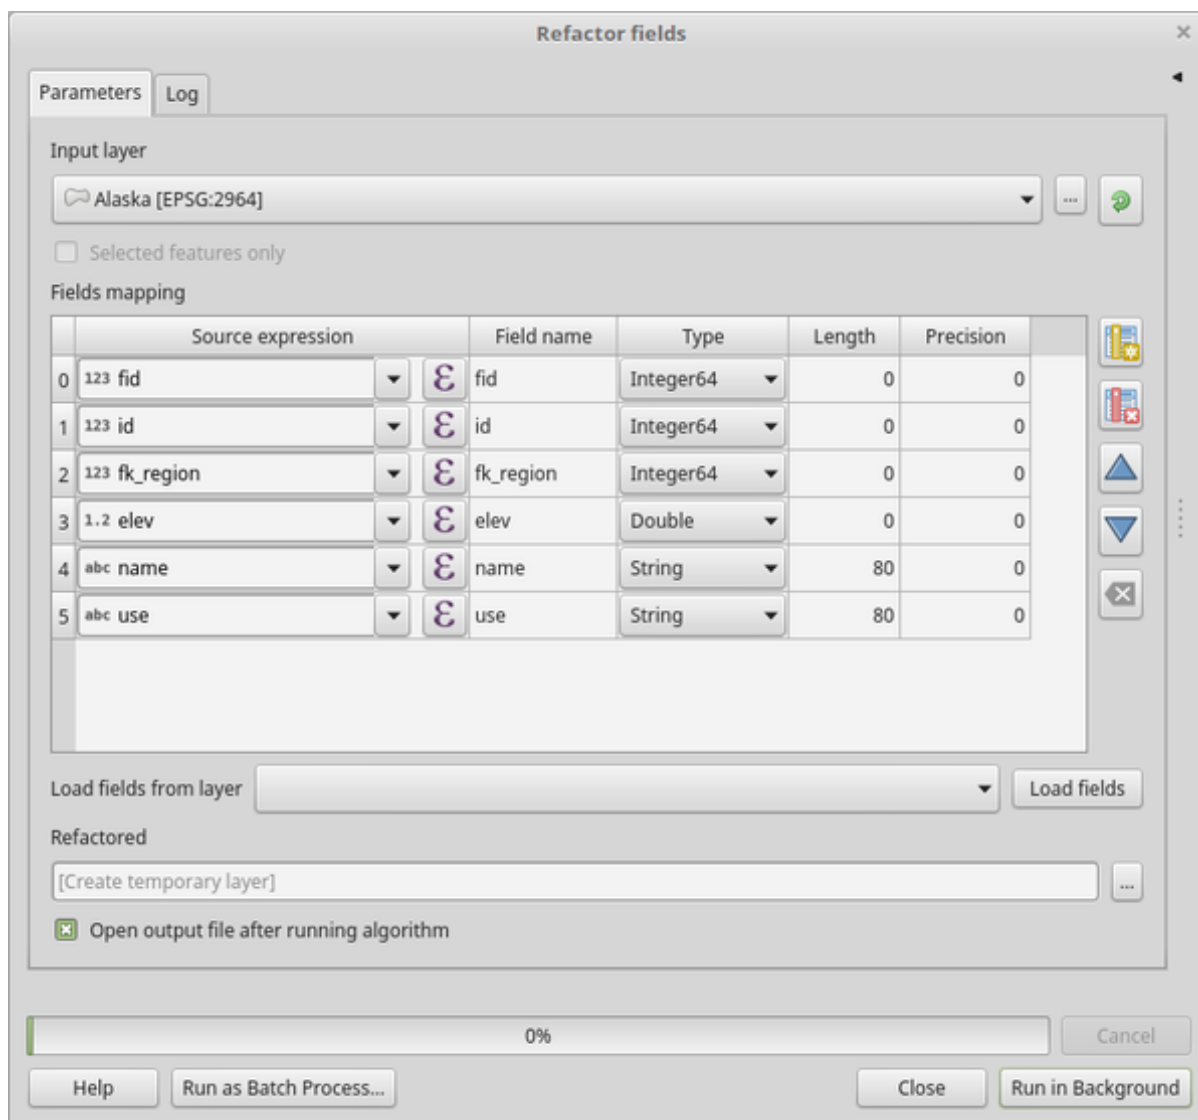 Refactor fields
Parameters Log
Input layer
Alaska [EPSG:2964] ...
Selected features only
Fields mapping
Source expression Field name Type Length Precision
0 123 fid ε fid Integer64 0 0
1 123 id ε id Integer64 0 0
2 123 fk_region ε fk_region Integer64 0 0
3 1.2 elev ε elev Double 0 0
4 abc name ε name String 80 0
5 abc use ε use String 80 0
Load fields from layer Load fields
Refactored
[Create temporary layer] ...
Open output file after running algorithm
0% Cancel
Help Run as Batch Process... Close Run in Background